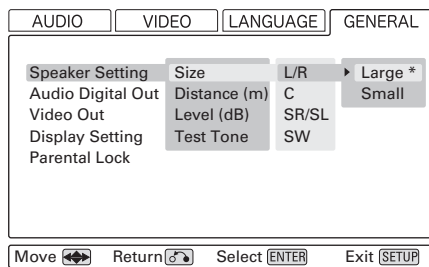 AUDIO VIDEO LANGUAGE GENERAL
Speaker Setting Size L/R Large *
Audio Digital Out Distance (m) C Small
Video Out Level (dB) SR/SL
Display Setting Test Tone SW
Parental Lock
Move Return Select ENTER Exit SETUP